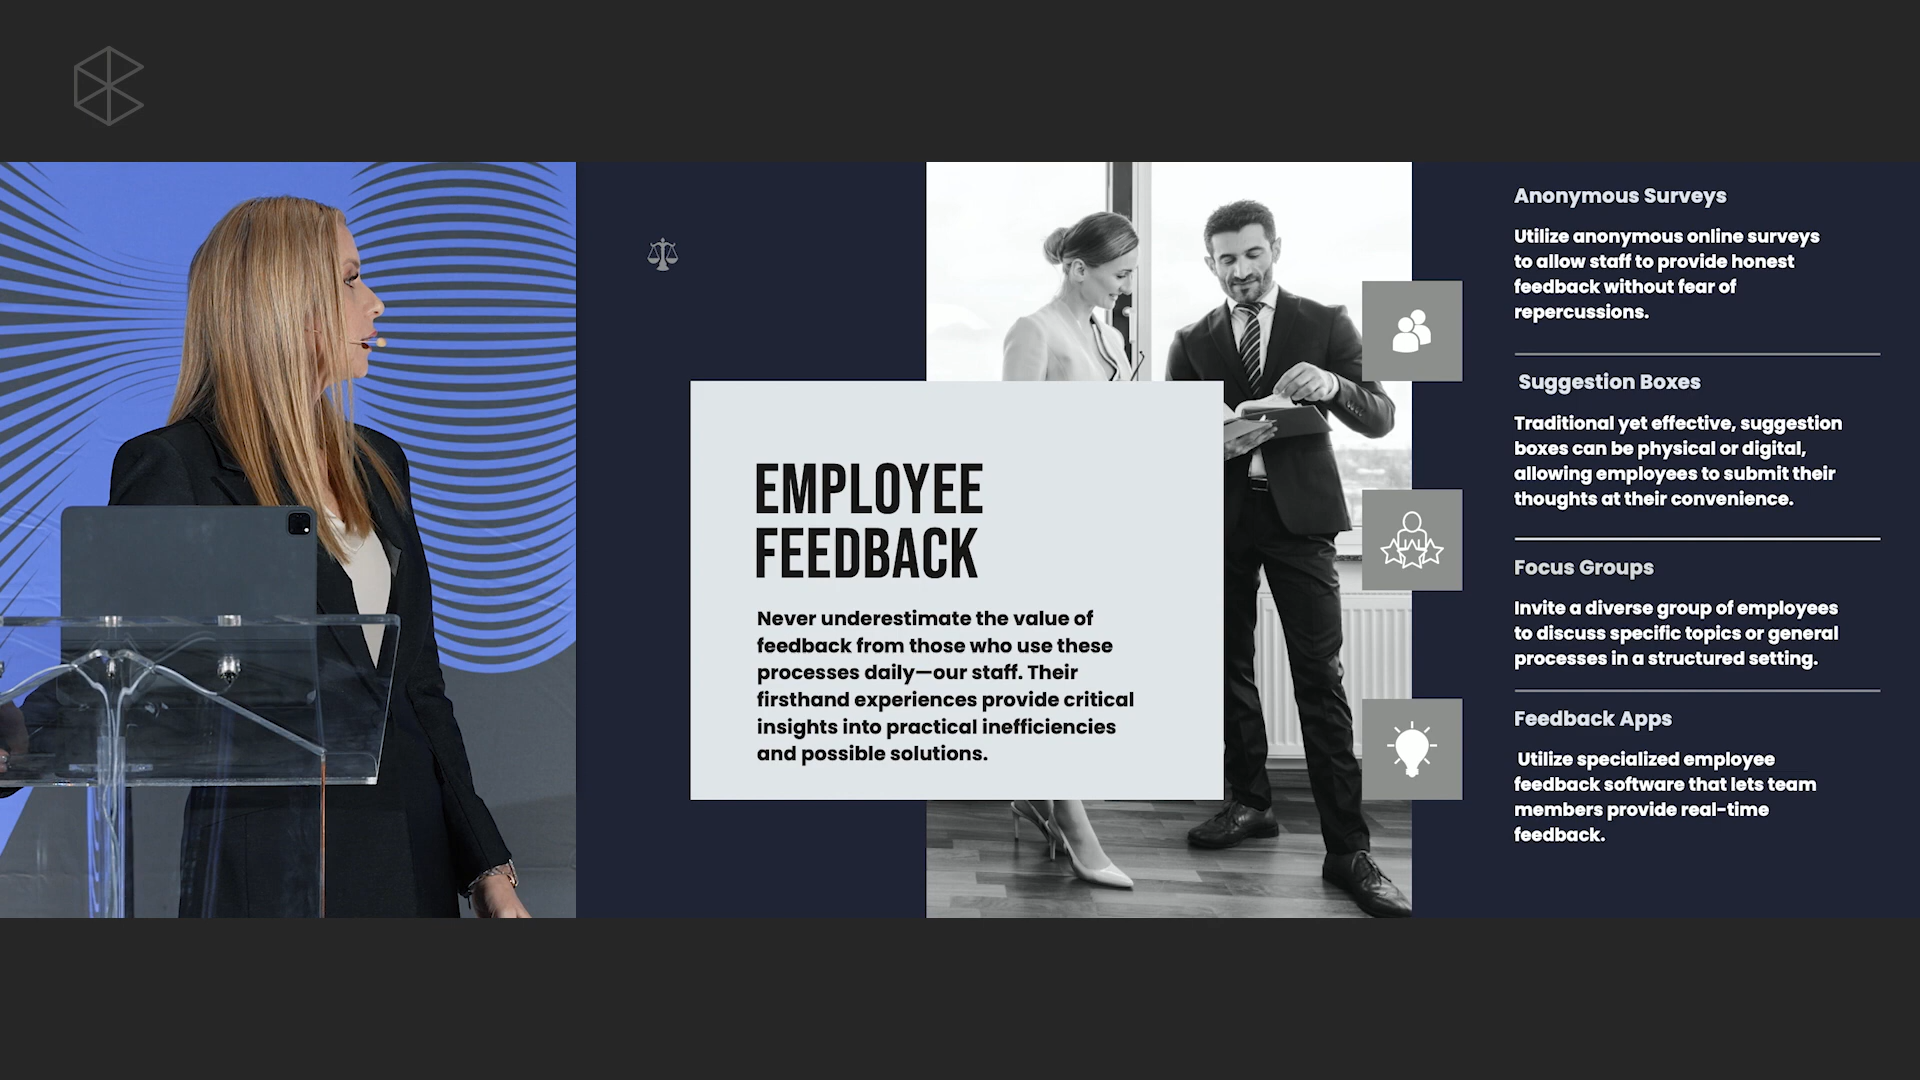 EMPLOYEE
FEEDBACK
Never underestimate the value of
feedback from those who use these
processes daily—our staff. Their
firsthand experiences provide critical
insights into practical inefficiencies
and possible solutions.
Anonymous Surveys
Utilize anonymous online surveys
to allow staff to provide honest
feedback without fear of
repercussions.
Suggestion Boxes
Traditional yet effective, suggestion
boxes can be physical or digital,
allowing employees to submit their
thoughts at their convenience.
Focus Groups
Invite a diverse group of employees
to discuss specific topics or general
processes in a structured setting.
Feedback Apps
Utilize specialized employee
feedback software that lets team
members provide real-time
feedback.